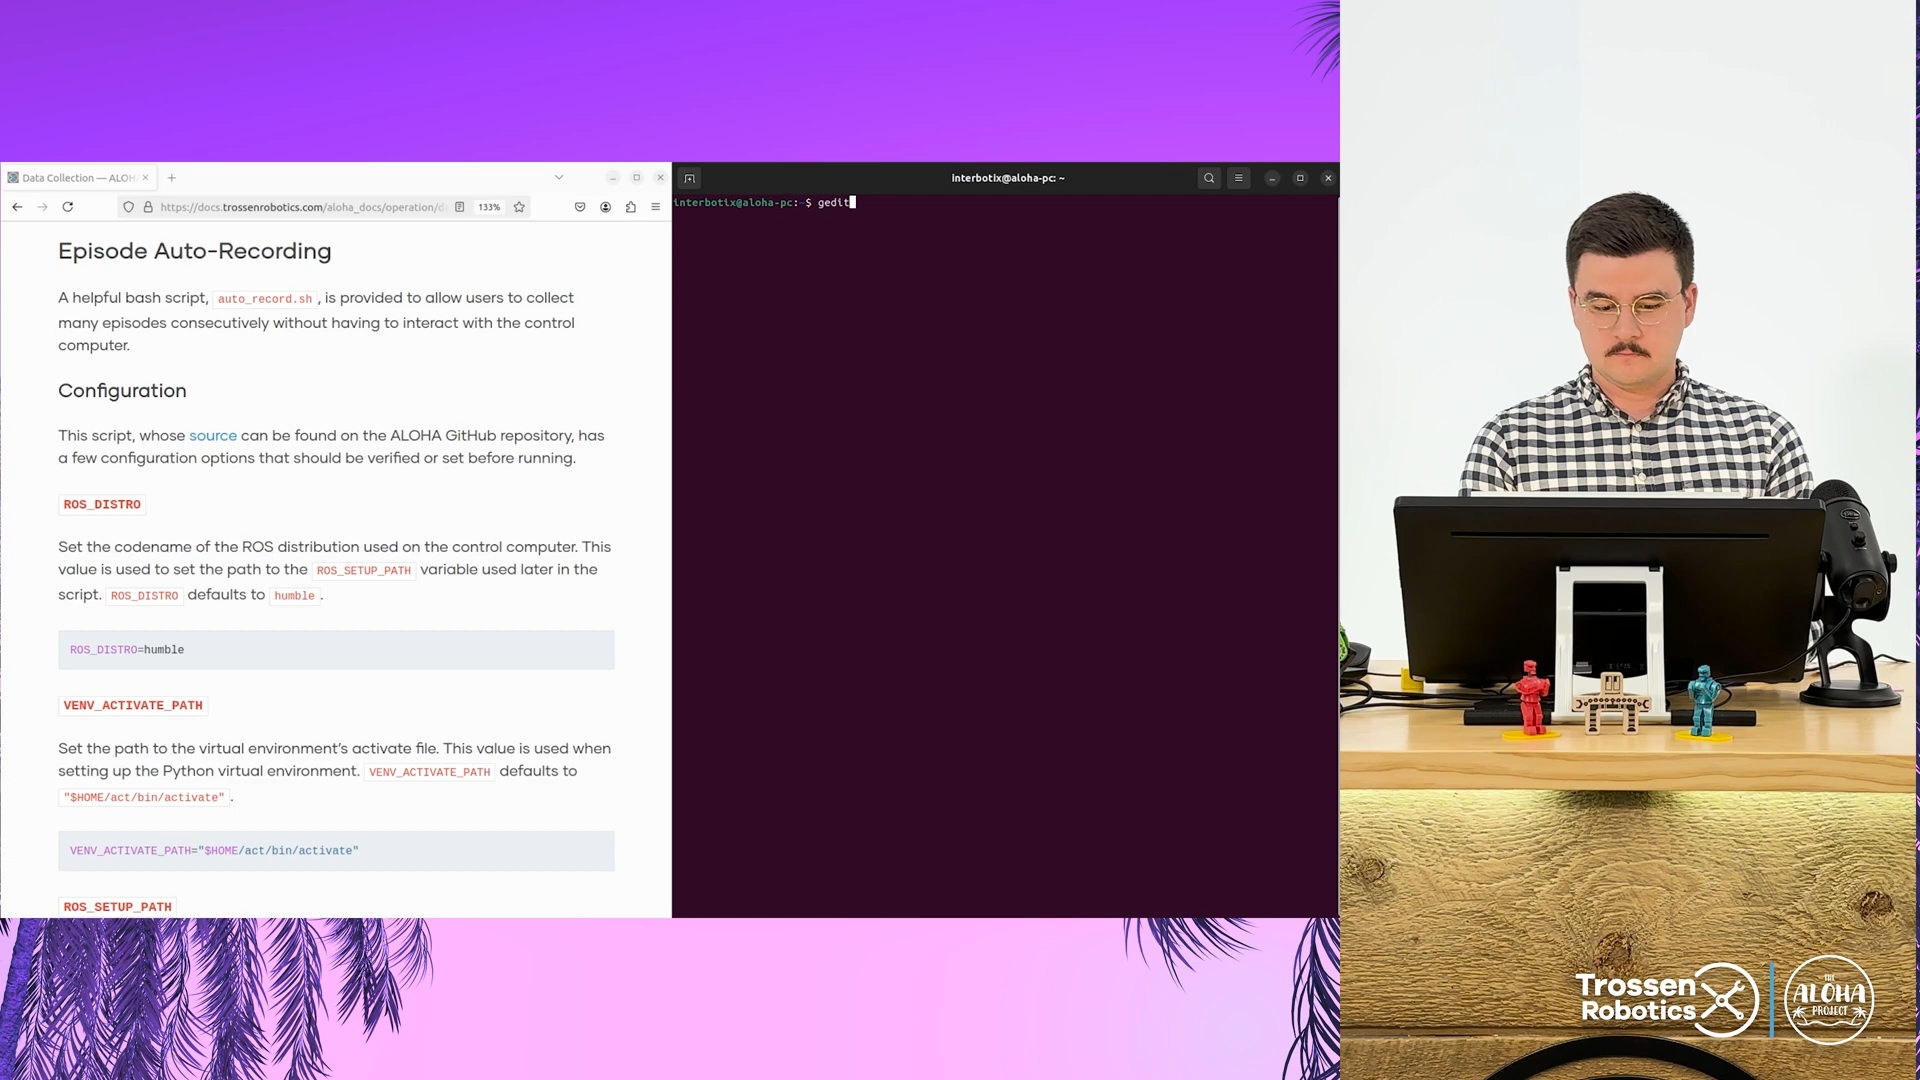 Data Collection — ALOHA
https://docs.trossenrobotics.com/aloha_docs/operation/d
133%
Episode Auto-Recording
A helpful bash script, auto_record.sh, is provided to allow users to collect
many episodes consecutively without having to interact with the control
computer.
Configuration
This script, whose source can be found on the ALOHA GitHub repository, has
a few configuration options that should be verified or set before running.
ROS_DISTRO
Set the codename of the ROS distribution used on the control computer. This
value is used to set the path to the ROS_SETUP_PATH variable used later in the
script. ROS_DISTRO defaults to humble.
ROS_DISTRO=humble
VENV_ACTIVATE_PATH
Set the path to the virtual environment’s activate file. This value is used when
setting up the Python virtual environment. VENV_ACTIVATE_PATH defaults to
"$HOME/act/bin/activate".
VENV_ACTIVATE_PATH="$HOME/act/bin/activate"
ROS_SETUP_PATH
interbotix@aloha-pc: ~
interbotix@aloha-pc:~$ gedit
Trossen
Robotics
THE
ALOHA
PROJECT